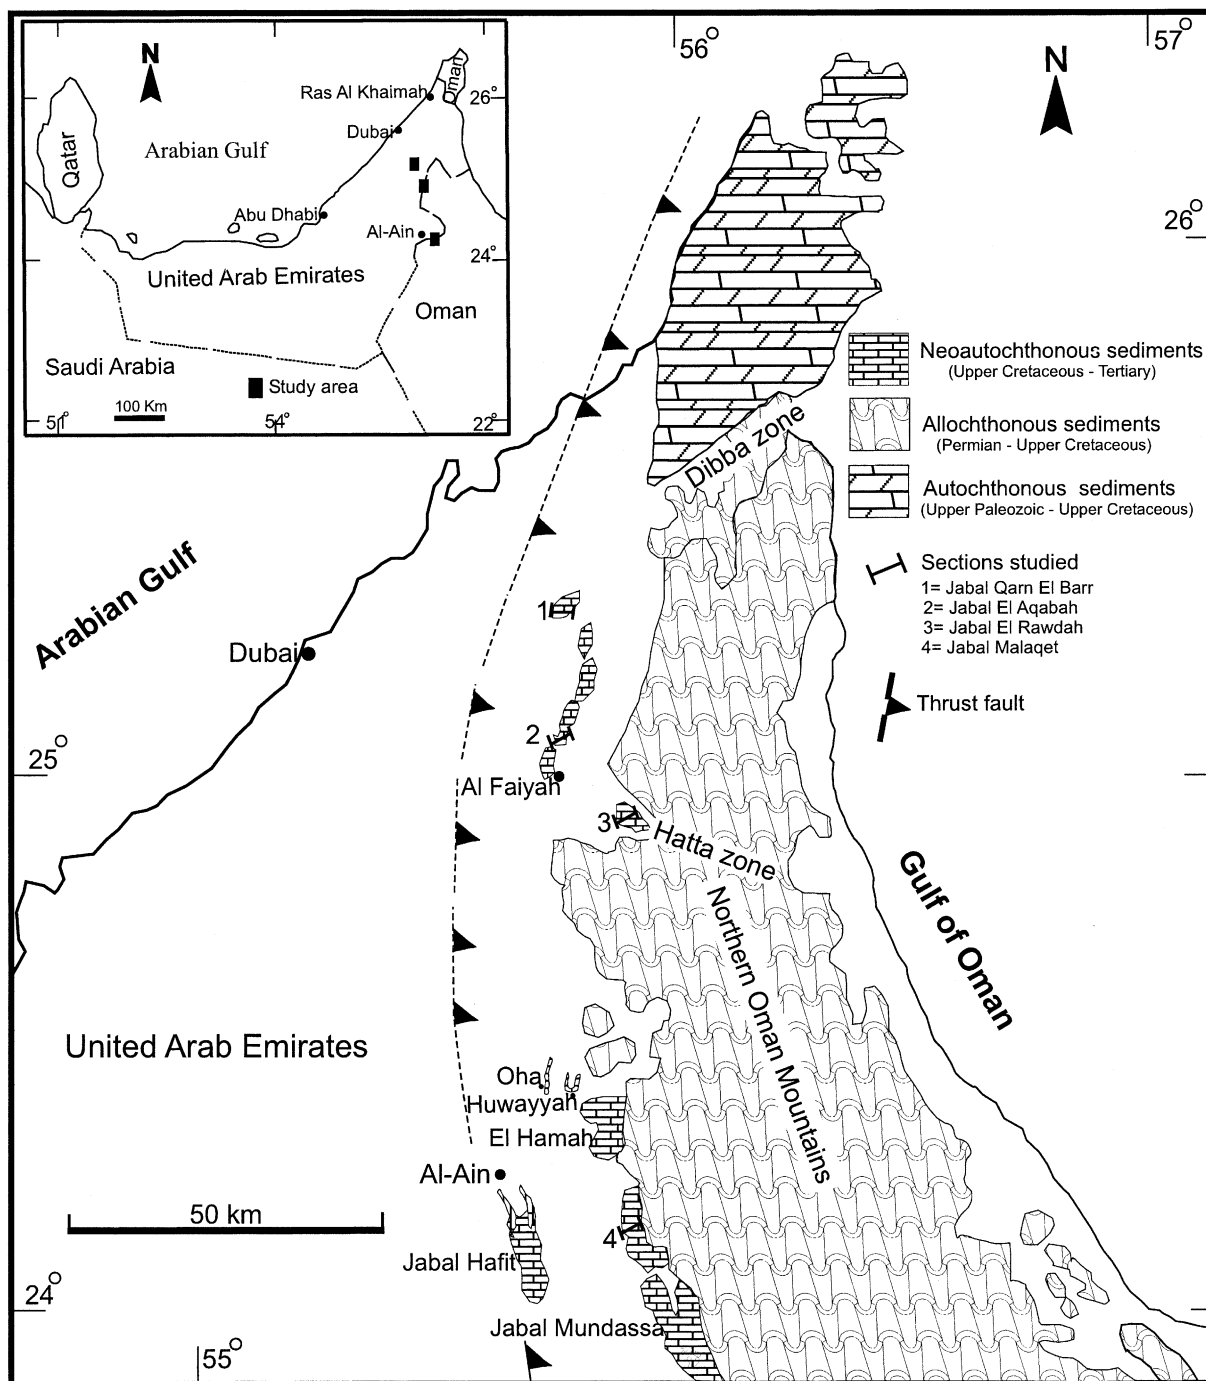 56°
57°
N
N
Oman
Ras Al Khaimah
26°
Dubai
Qatar
Arabian Gulf
Abu Dhabi
Al-Ain
24°
United Arab Emirates
Oman
Saudi Arabia
Study area
100 Km
51°
54°
22°
26°
Neoautochthonous sediments
(Upper Cretaceous - Tertiary)
Allochthonous sediments
(Permian - Upper Cretaceous)
Autochthonous sediments
(Upper Paleozoic - Upper Cretaceous)
Sections studied
1= Jabal Qarn El Barr
2= Jabal El Aqabah
3= Jabal El Rawdah
4= Jabal Malaqet
Thrust fault
Dibba zone
Arabian Gulf
1
Dubai
2
25°
Al Faiyah
3
Hatta zone
Northern Oman Mountains
Gulf of Oman
United Arab Emirates
Oha
Huwayyah
El Hamah
Al-Ain
50 km
4
Jabal Hafit
24°
Jabal Mundassa
55°